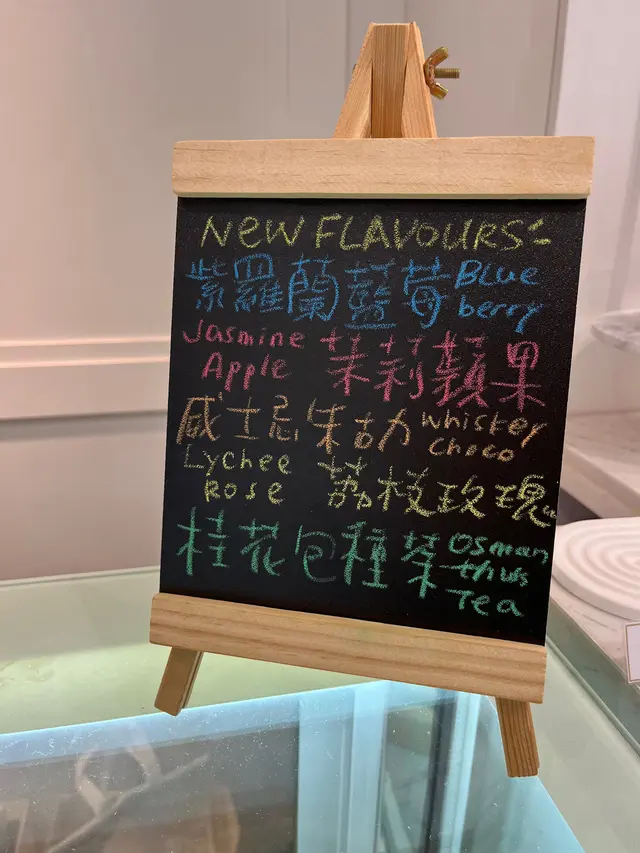 NEW FLAVOURS:
紫羅蘭藍莓 Blue
berry
Jasmine
Apple 茉莉蘋果
威士忌朱古力 Whiskey
Choco
Lychee
Rose 荔枝玫瑰
桂花包種茶 Osman
thus
Tea